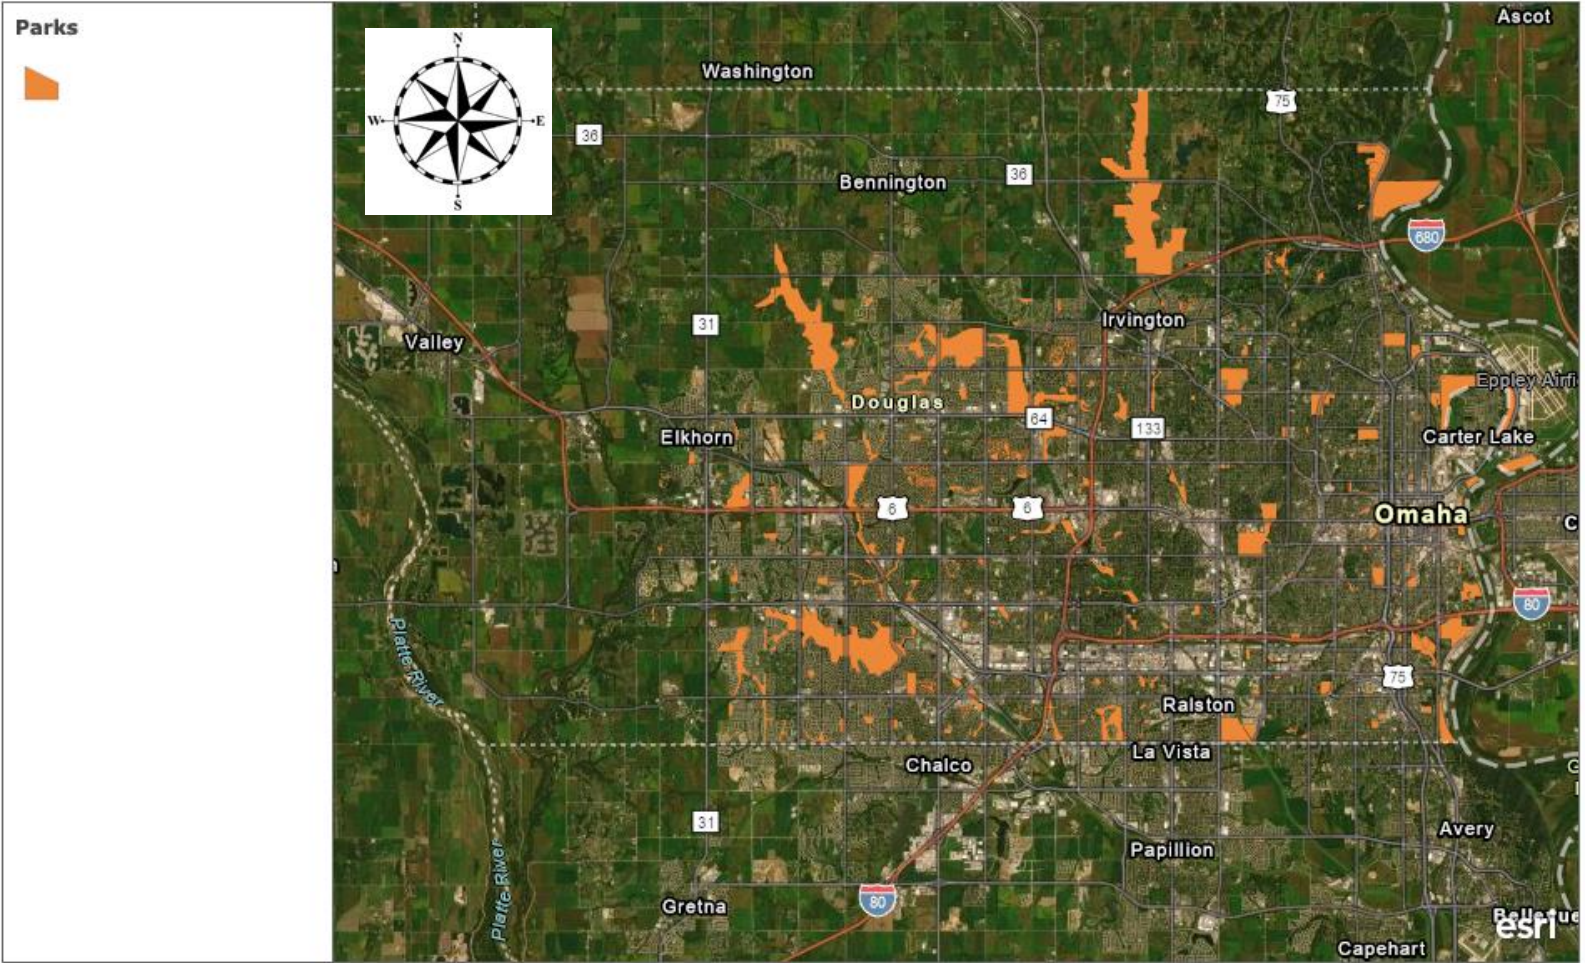 Parks
N
W
E
S
Ascot
Washington
75
36
Bennington
36
680
31
Irvington
Valley
Eppley Airfi
Douglas
64
133
Elkhorn
Carter Lake
6
6
Omaha
C
80
Platte River
75
Ralston
La Vista
Chalco
31
Avery
Papillion
Platte River
80
Gretna
Bellevue
esri
Capehart